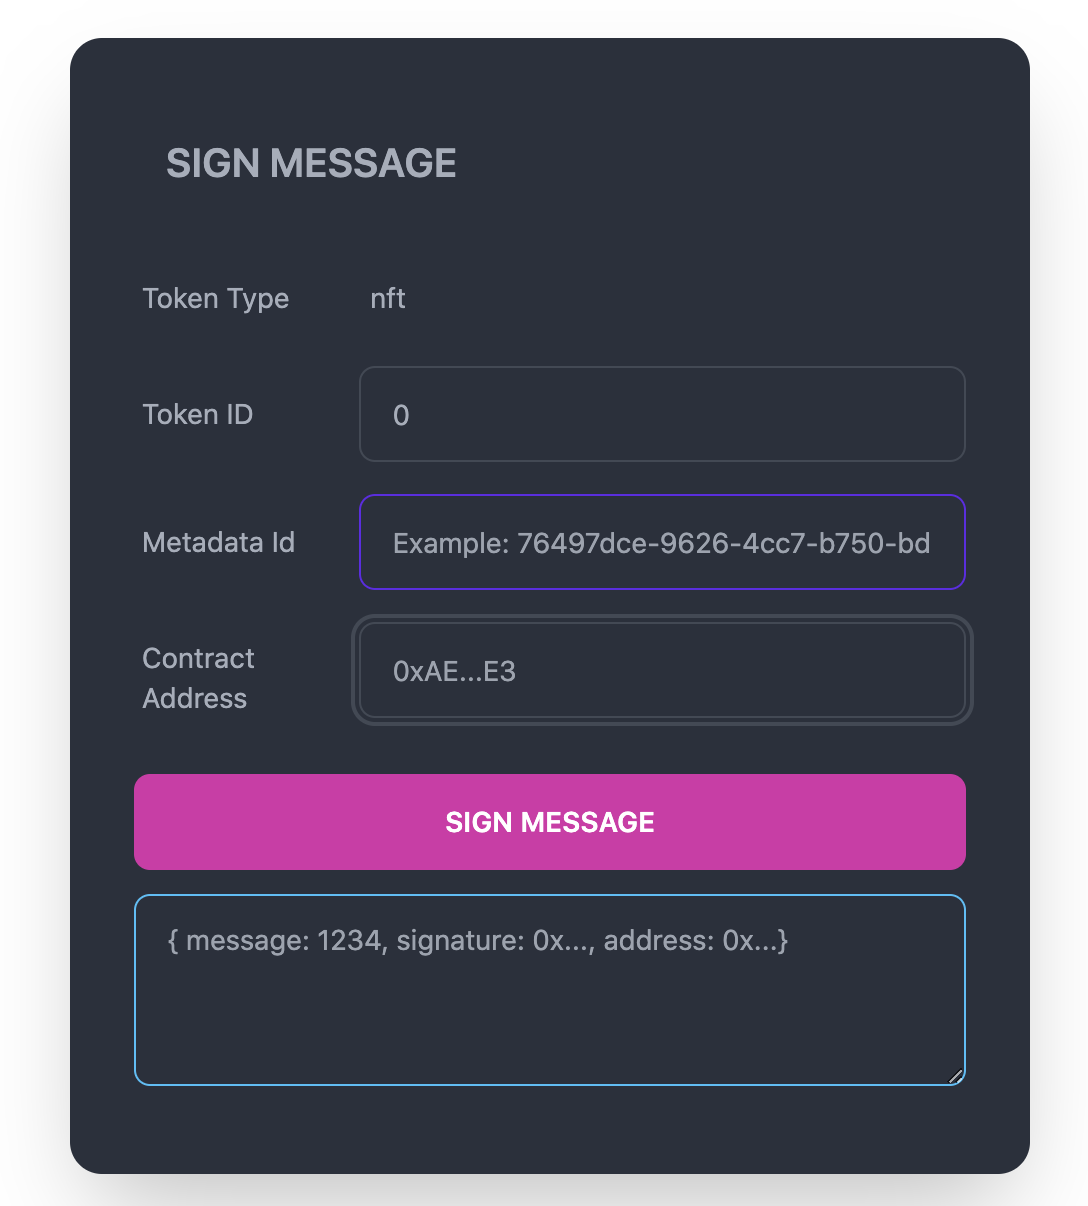 SIGN MESSAGE
Token Type nft
Token ID 0
Metadata Id Example: 76497dce-9626-4cc7-b750-bd
Contract
Address
0xAE...E3
SIGN MESSAGE
{ message: 1234, signature: 0x..., address: 0x...}